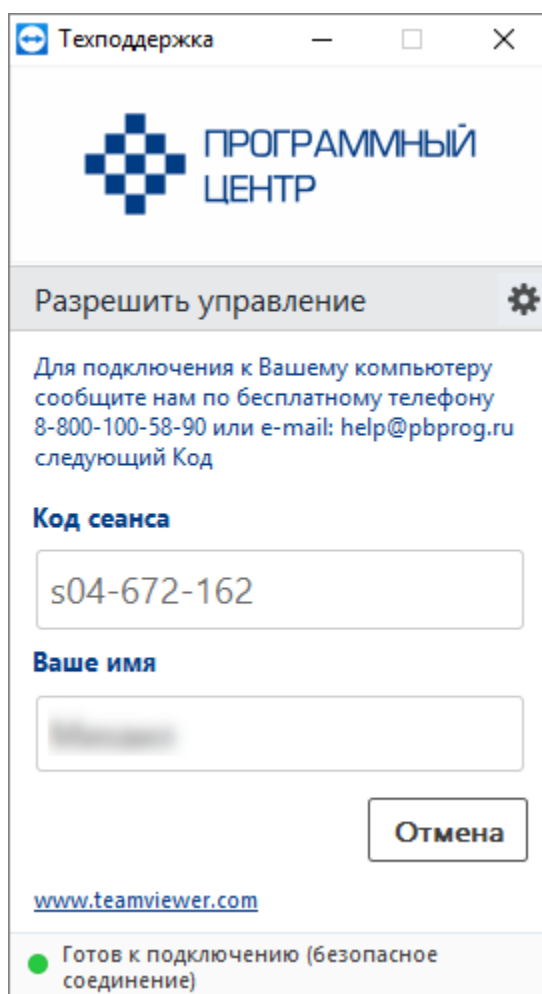 Техподдержка
ПРОГРАММНЫЙ
ЦЕНТР
Разрешить управление
Для подключения к Вашему компьютеру
сообщите нам по бесплатному телефону
8-800-100-58-90 или e-mail: help@pbprog.ru
следующий Код
Код сеанса
s04-672-162
Ваше имя
Отмена
www.teamviewer.com
Готов к подключению (безопасное
соединение)